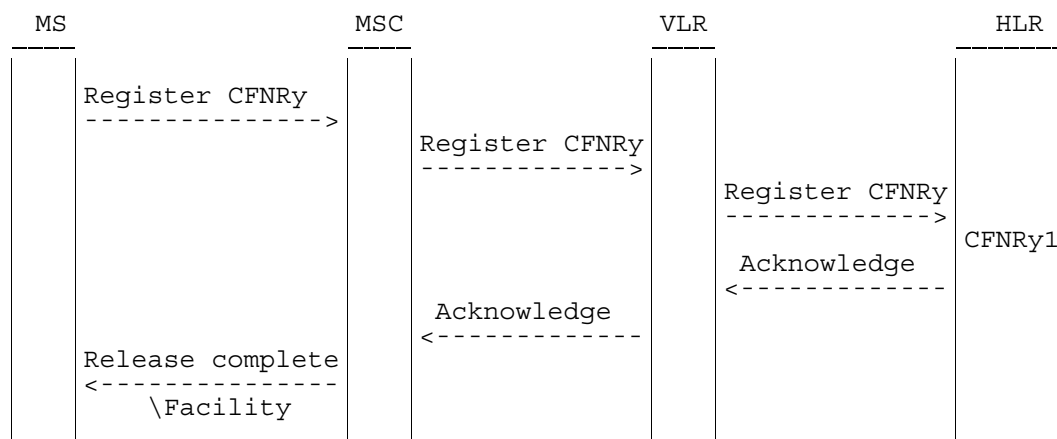 MS MSC VLR HLR
Register CFNRy
--------------->
Register CFNRy
------------->
Register CFNRy
------------->
CFNRy1
Acknowledge
<-------------
Acknowledge
<-------------
Release complete
<---------------
\Facility